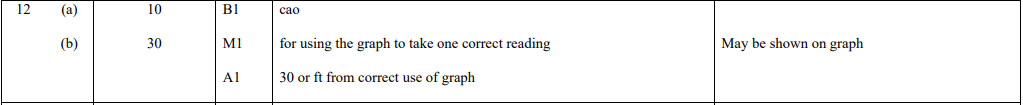 12 (a) 10 B1 cao
(b) 30 M1 for using the graph to take one correct reading May be shown on graph
A1 30 or ft from correct use of graph